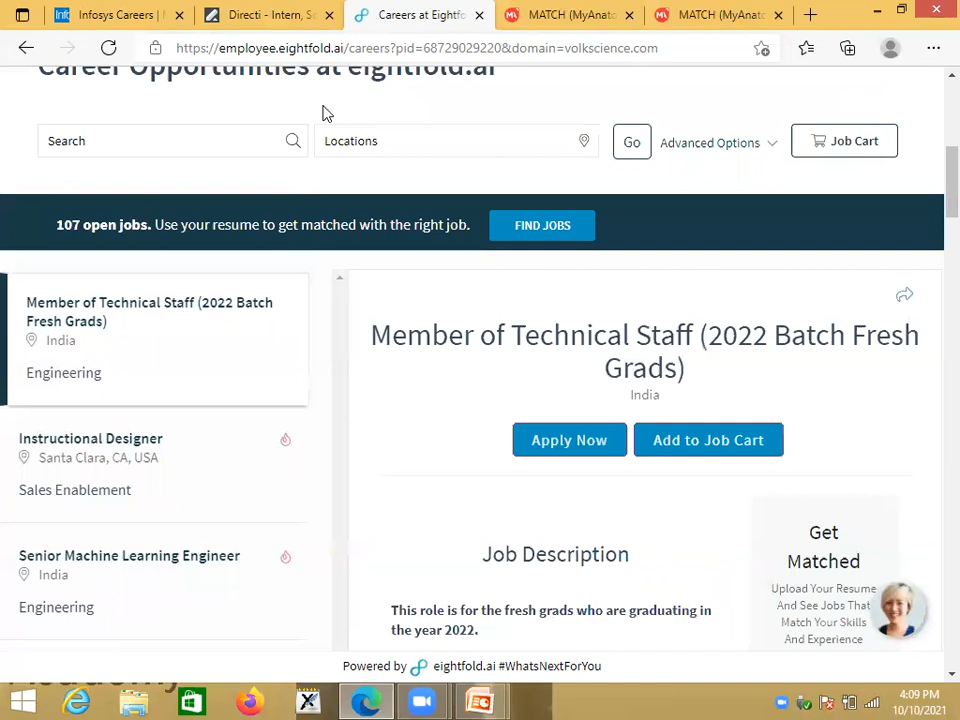 Infosys Careers |
Directi - Intern, So
Careers at Eightfo
MATCH (MyAnato
MATCH (MyAnato
https://employee.eightfold.ai/careers?pid=68729029220&domain=volkscience.com
Career Opportunities at eightfold.ai
Search
Locations
Go
Advanced Options
Job Cart
107 open jobs. Use your resume to get matched with the right job.
FIND JOBS
Member of Technical Staff (2022 Batch
Fresh Grads)
India
Engineering
Instructional Designer
Santa Clara, CA, USA
Sales Enablement
Senior Machine Learning Engineer
India
Engineering
Member of Technical Staff (2022 Batch Fresh
Grads)
India
Apply Now
Add to Job Cart
Job Description
This role is for the fresh grads who are graduating in
the year 2022.
Get
Matched
Upload Your Resume
And See Jobs That
Match Your Skills
And Experience
Powered by eightfold.ai #WhatsNextForYou
Academy
4:09 PM
10/10/2021